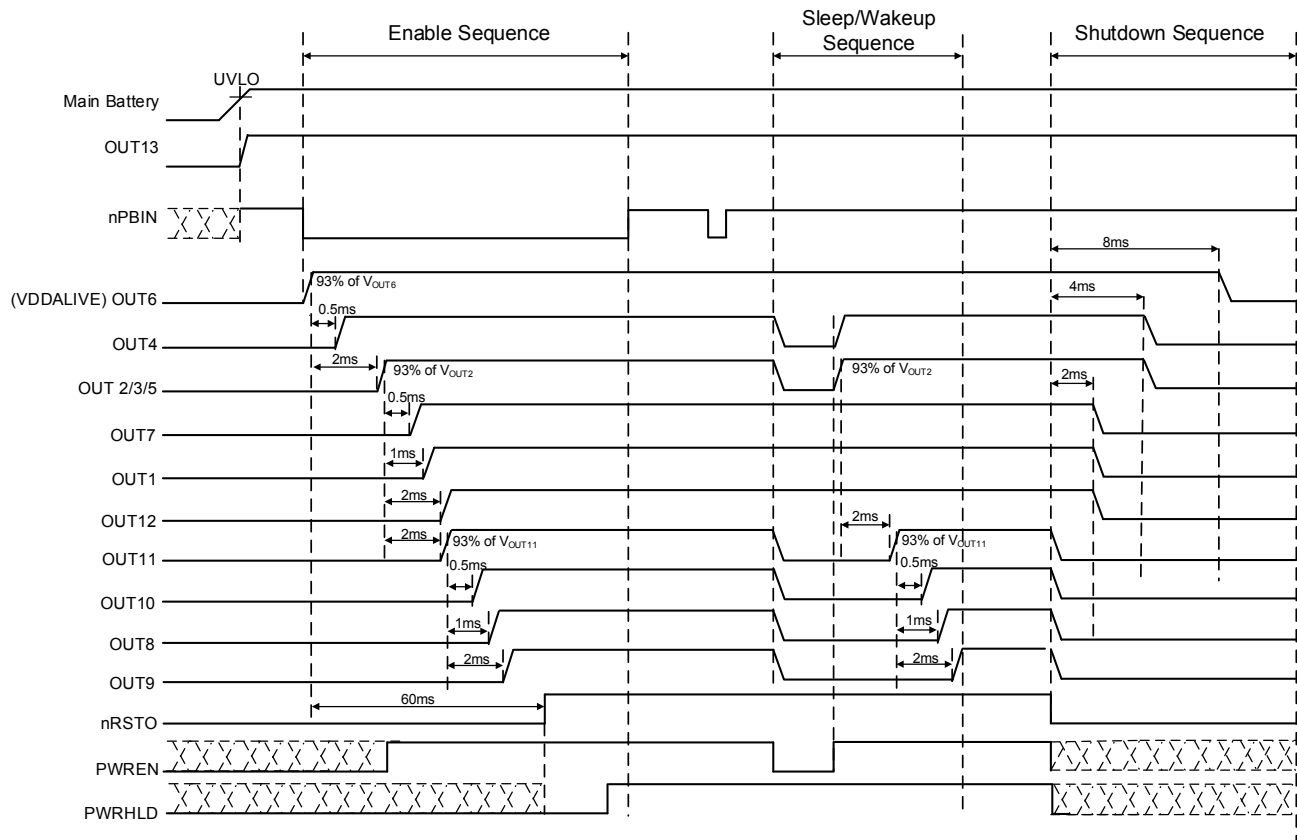 Enable Sequence
Sleep/Wakeup
Sequence
Shutdown Sequence
UVLO
Main Battery
OUT13
nPBIN
8ms
93% of VOUT6
(VDDALIVE) OUT6
4ms
0.5ms
OUT4
2ms
93% of VOUT2
93% of VOUT2
OUT 2/3/5
2ms
0.5ms
OUT7
1ms
OUT1
2ms
OUT12
2ms
2ms
93% of VOUT11
93% of VOUT11
OUT11
0.5ms
0.5ms
OUT10
1ms
1ms
OUT8
2ms
2ms
OUT9
60ms
nRSTO
PWREN
PWRHLD